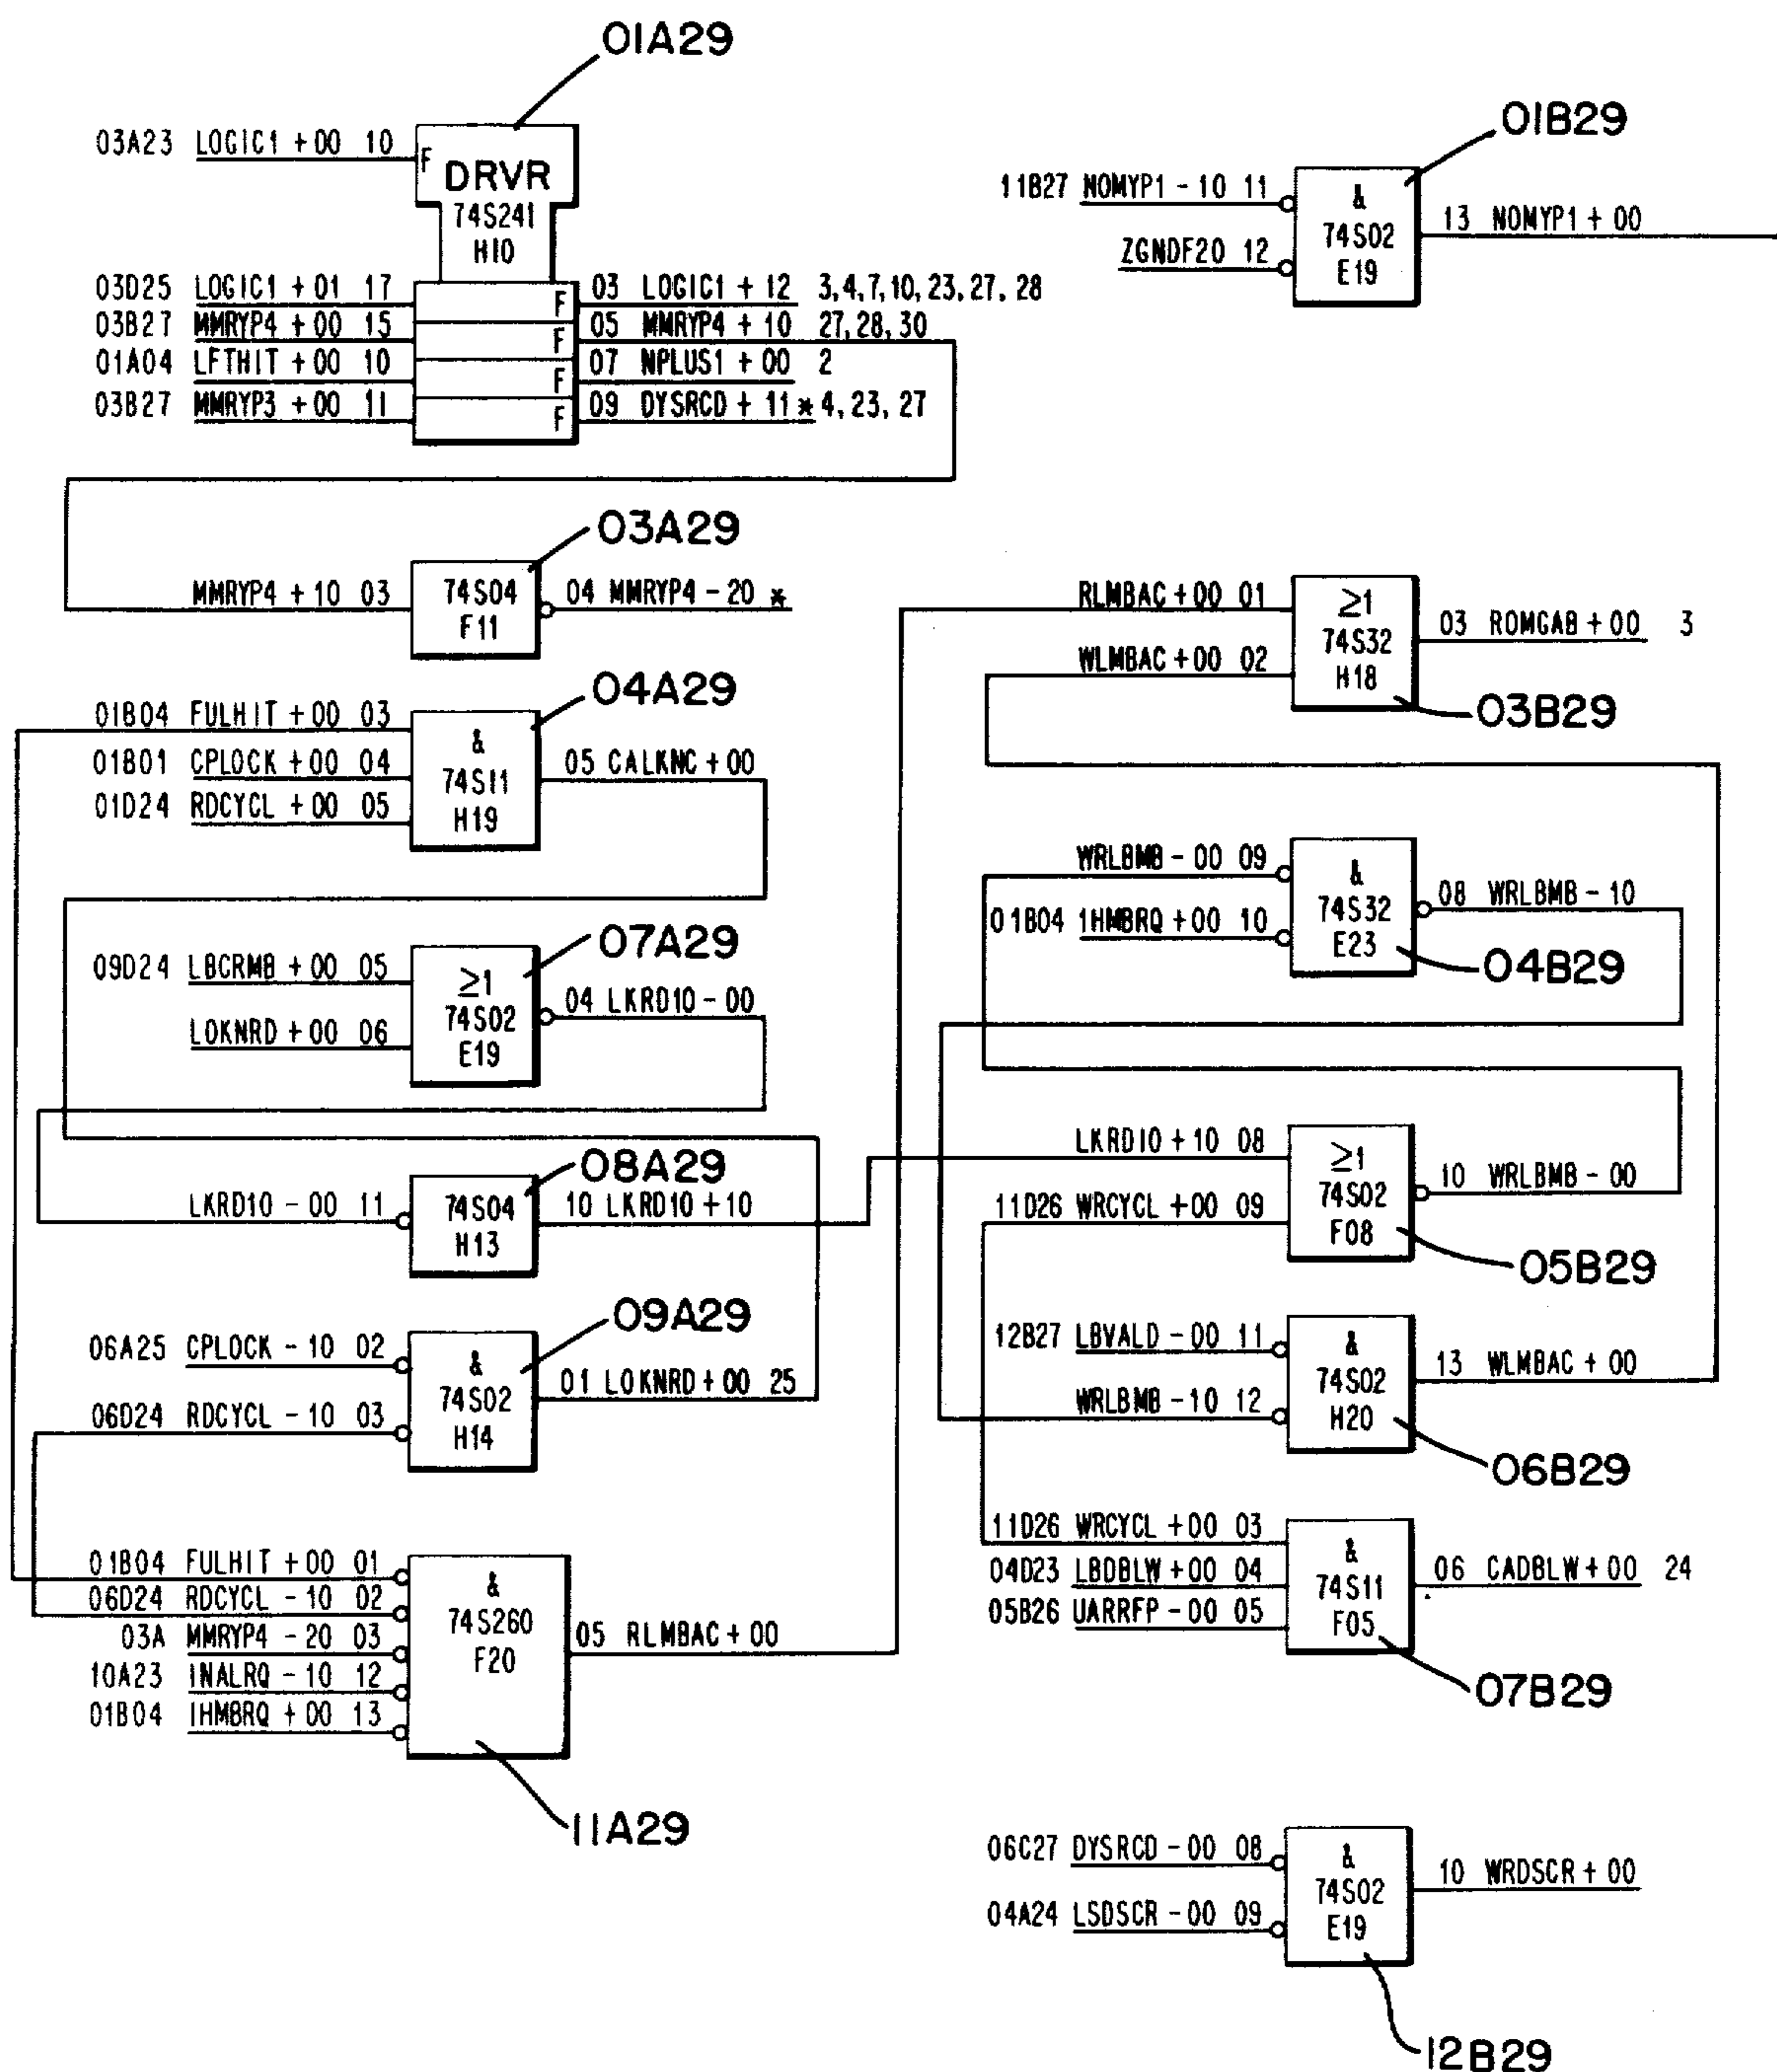 01A29
03A23 LOGIC1 +00 10
F
DRVR
74S241
H10
03D25 LOGIC1 +01 17
F 03 LOGIC1 +12 3,4,7,10,23,27,28
03B27 MMRYP4 +00 15
F 05 MMRYP4 +10 27,28,30
01A04 LFTHIT +00 10
F 07 NPLUS1 +00 2
03B27 MMRYP3 +00 11
F 09 DYSRCD +11 * 4,23,27
03A29
MMRYP4 +10 03
74S04
F11
04 MMRYP4 -20 *
04A29
01B04 FULHIT +00 03
01B01 CPLOCK +00 04
01D24 RDCYCL +00 05
&
74S11
H19
05 CALKNC +00
07A29
09D24 LBCRMB +00 05
LOKNRD +00 06
≥1
74S02
E19
04 LKRD10 -00
08A29
LKRD10 -00 11
74S04
H13
10 LKRD10 +10
09A29
06A25 CPLOCK -10 02
06D24 RDCYCL -10 03
&
74S02
H14
01 LOKNRD +00 25
01B04 FULHIT +00 01
06D24 RDCYCL -10 02
03A MMRYP4 -20 03
10A23 INALRQ -10 12
01B04 IHMBRQ +00 13
&
74S260
F20
05 RLMBAC +00
11A29
01B29
11B27 NOMYP1 -10 11
ZGNDF20 12
&
74S02
E19
13 NOMYP1 +00
RLMBAC +00 01
WLMBAC +00 02
≥1
74S32
H18
03 ROMGAB +00 3
03B29
WRLBMB -00 09
01B04 IHMBRQ +00 10
&
74S32
E23
08 WRLBMB -10
04B29
LKRD10 +10 08
11D26 WRCYCL +00 09
≥1
74S02
F08
10 WRLBMB -00
05B29
12B27 LBVALD -00 11
WRLBMB -10 12
&
74S02
H20
13 WLMBAC +00
06B29
11D26 WRCYCL +00 03
04D23 LBDBLW +00 04
05B26 UARRFP -00 05
&
74S11
F05
06 CADBLW +00 24
07B29
06C27 DYSRCD -00 08
04A24 LSDSCR -00 09
&
74S02
E19
10 WRDSCR +00
12B29